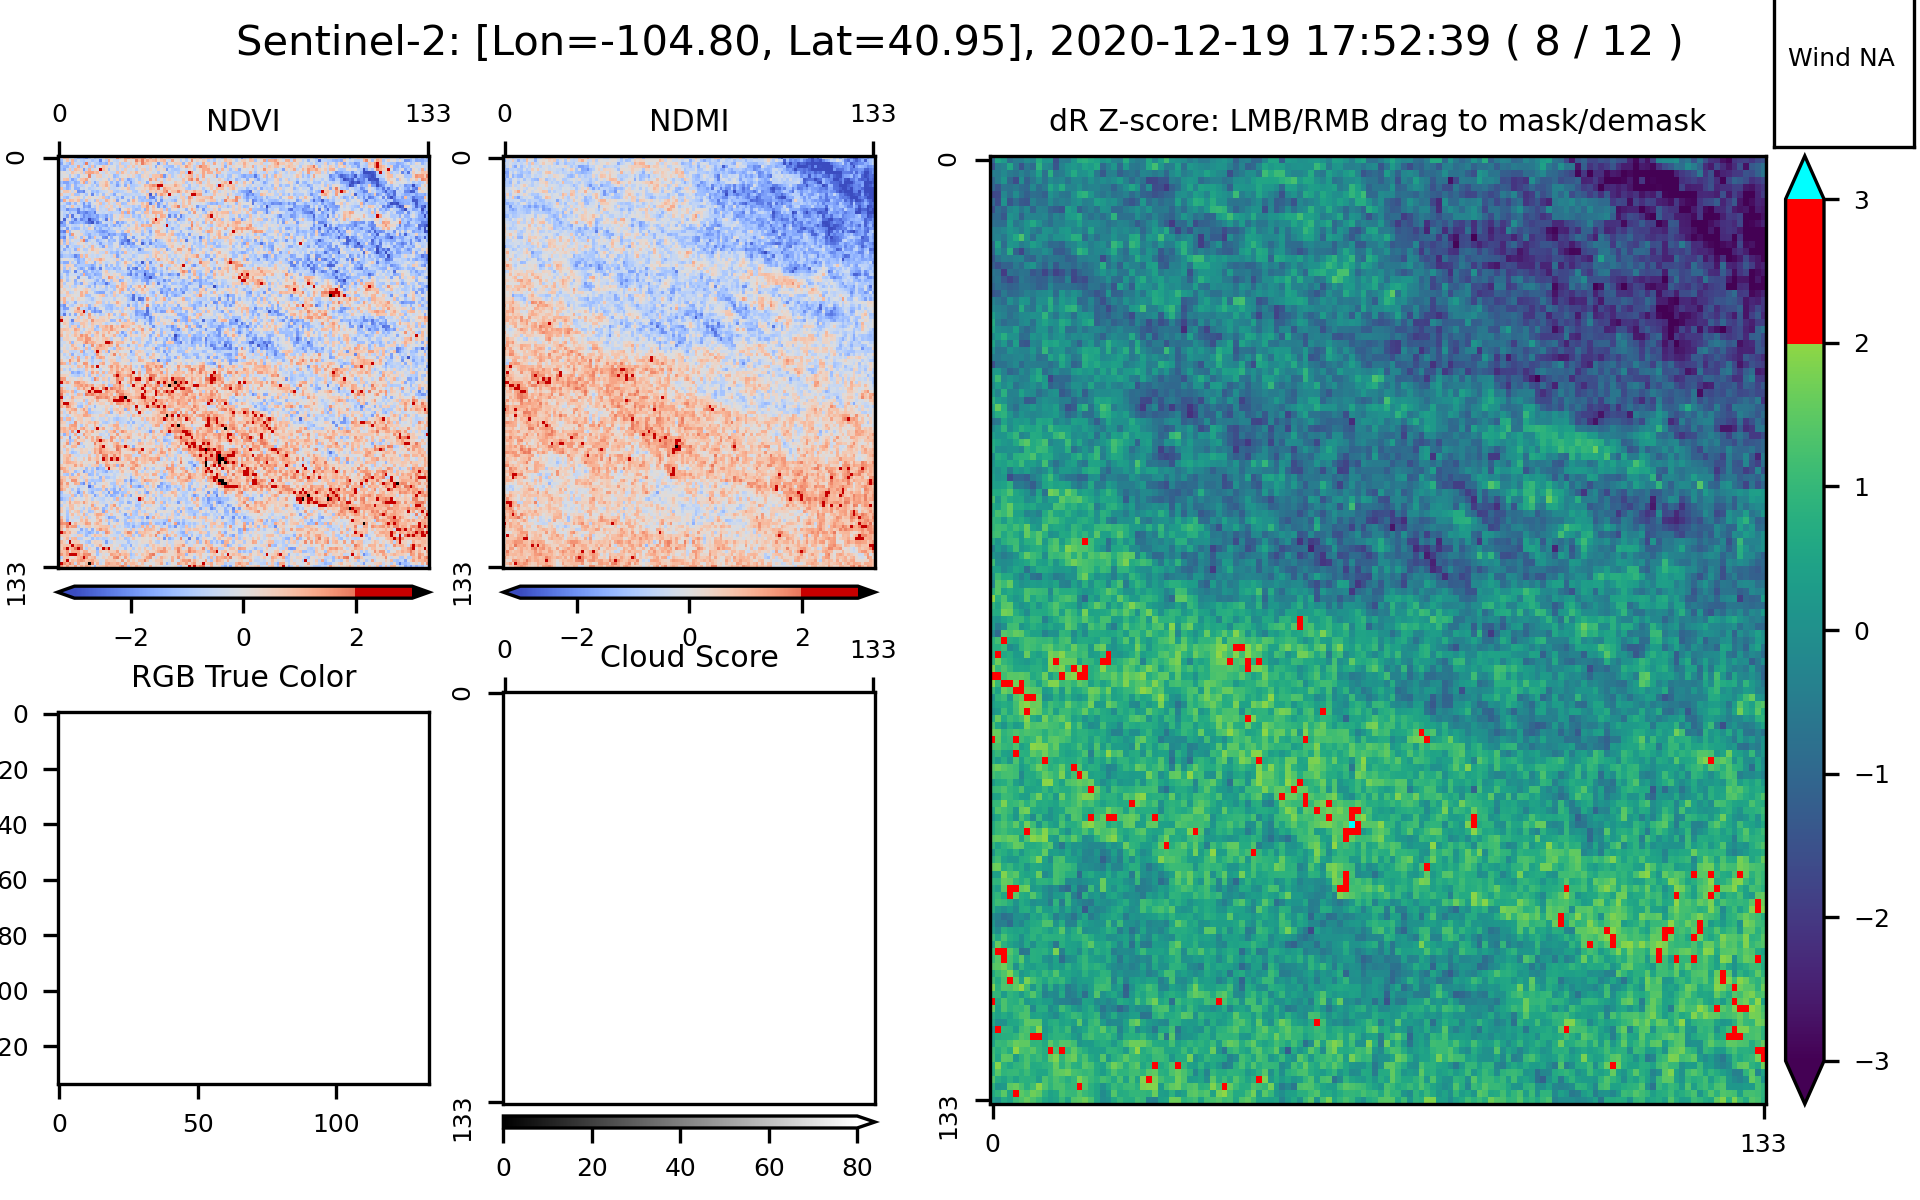 Sentinel-2: [Lon=-104.80, Lat=40.95], 2020-12-19 17:52:39 ( 8 / 12 )
Wind NA
NDVI
0 133
0
133
−2 0 2
NDMI
0 133
0
133
−2 0 2
dR Z-score: LMB/RMB drag to mask/demask
0
133
0 133
3
2
1
0
−1
−2
−3
RGB True Color
0
20
40
60
80
00
20
0 50 100
Cloud Score
0 133
0
133
0 20 40 60 80